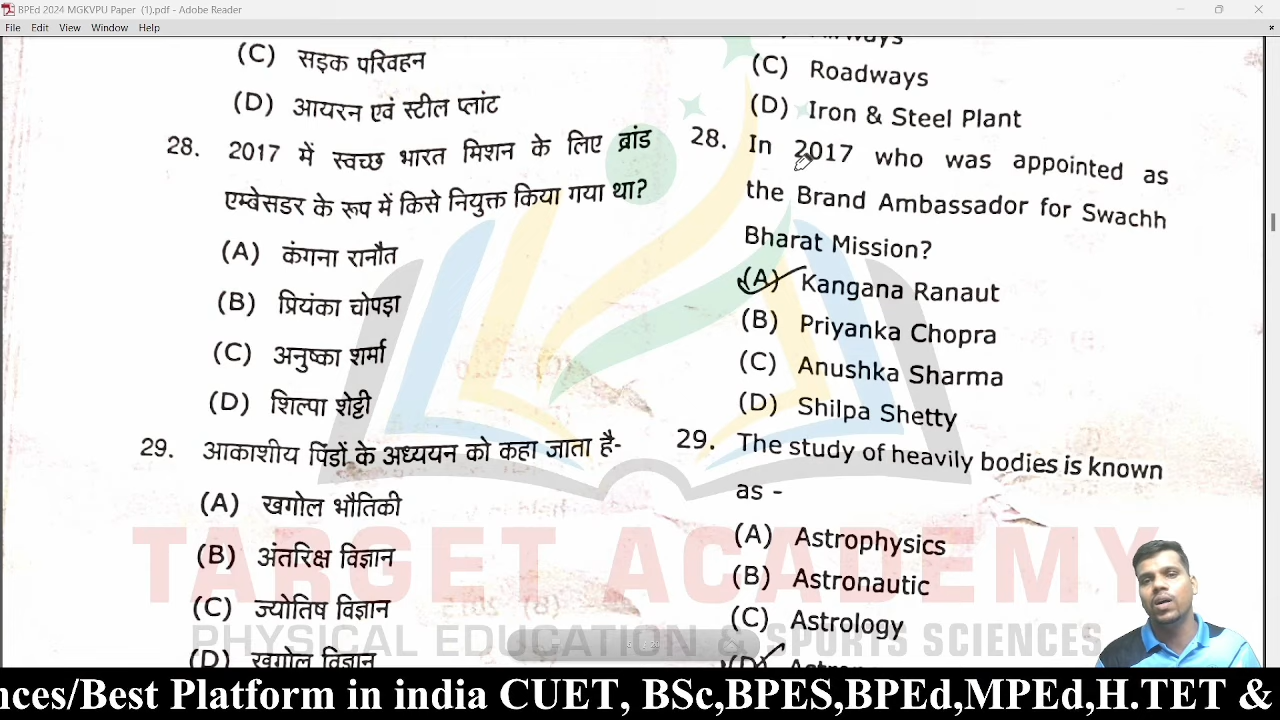 BPEd 2024 MGKVPU Paper (1).pdf - Adobe Reader
File Edit View Window Help
(C) सड़क परिवहन
(D) आयरन एवं स्टील प्लांट
28. 2017 में स्वच्छ भारत मिशन के लिए ब्रांड
एम्बेसडर के रूप में किसे नियुक्त किया गया था?
(A) कंगना रानौत
(B) प्रियंका चोपड़ा
(C) अनुष्का शर्मा
(D) शिल्पा शेट्टी
29. आकाशीय पिंडों के अध्ययन को कहा जाता है-
(A) खगोल भौतिकी
(B) अंतरिक्ष विज्ञान
(C) ज्योतिष विज्ञान
(D) खगोल विज्ञान
(C) Roadways
(D) Iron & Steel Plant
28. In 2017 who was appointed as
the Brand Ambassador for Swachh
Bharat Mission?
(A) Kangana Ranaut
(B) Priyanka Chopra
(C) Anushka Sharma
(D) Shilpa Shetty
29. The study of heavily bodies is known
as -
(A) Astrophysics
(B) Astronautic
(C) Astrology
(D)
TARGET ACADEMY
PHYSICAL EDUCATION & SPORTS SCIENCES
nces/Best Platform in india CUET, BSc,BPES,BPEd,MPEd,H.TET &